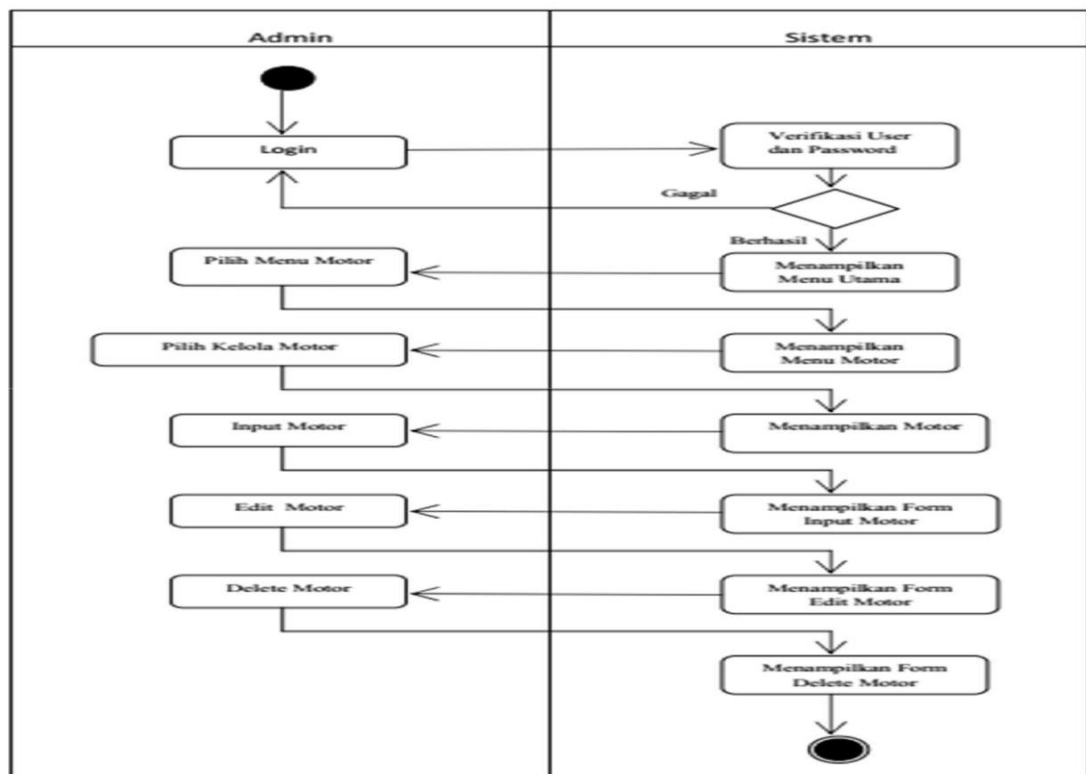 Admin
Sistem
Login
Verifikasi User
dan Password
Gagal
Berhasil
Pilih Menu Motor
Menampilkan
Menu Utama
Pilih Kelola Motor
Menampilkan
Menu Motor
Input Motor
Menampilkan Motor
Edit Motor
Menampilkan Form
Input Motor
Delete Motor
Menampilkan Form
Edit Motor
Menampilkan Form
Delete Motor